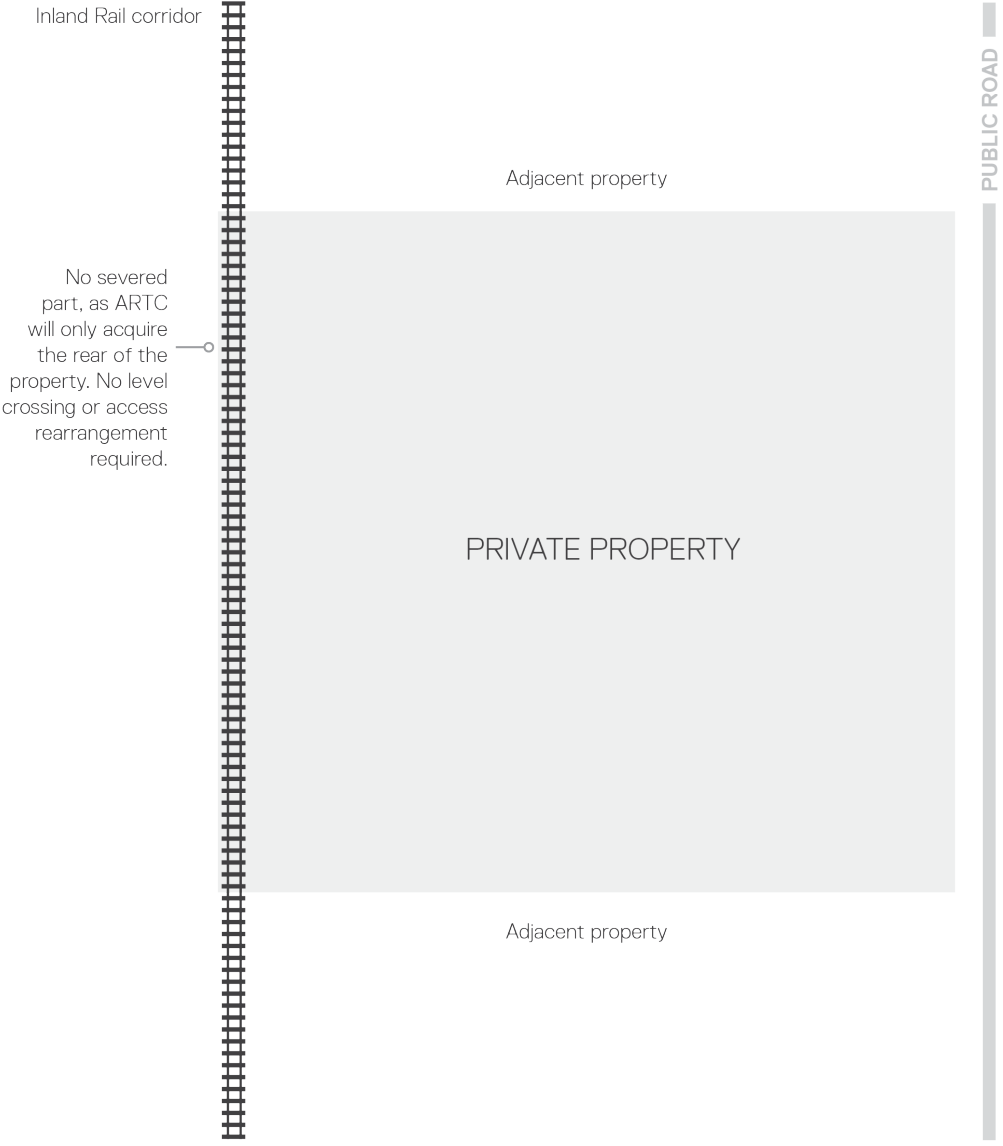 Inland Rail corridor
PUBLIC ROAD
Adjacent property
No severed
part, as ARTC
will only acquire
the rear of the
property. No level
crossing or access
rearrangement
required.
PRIVATE PROPERTY
Adjacent property